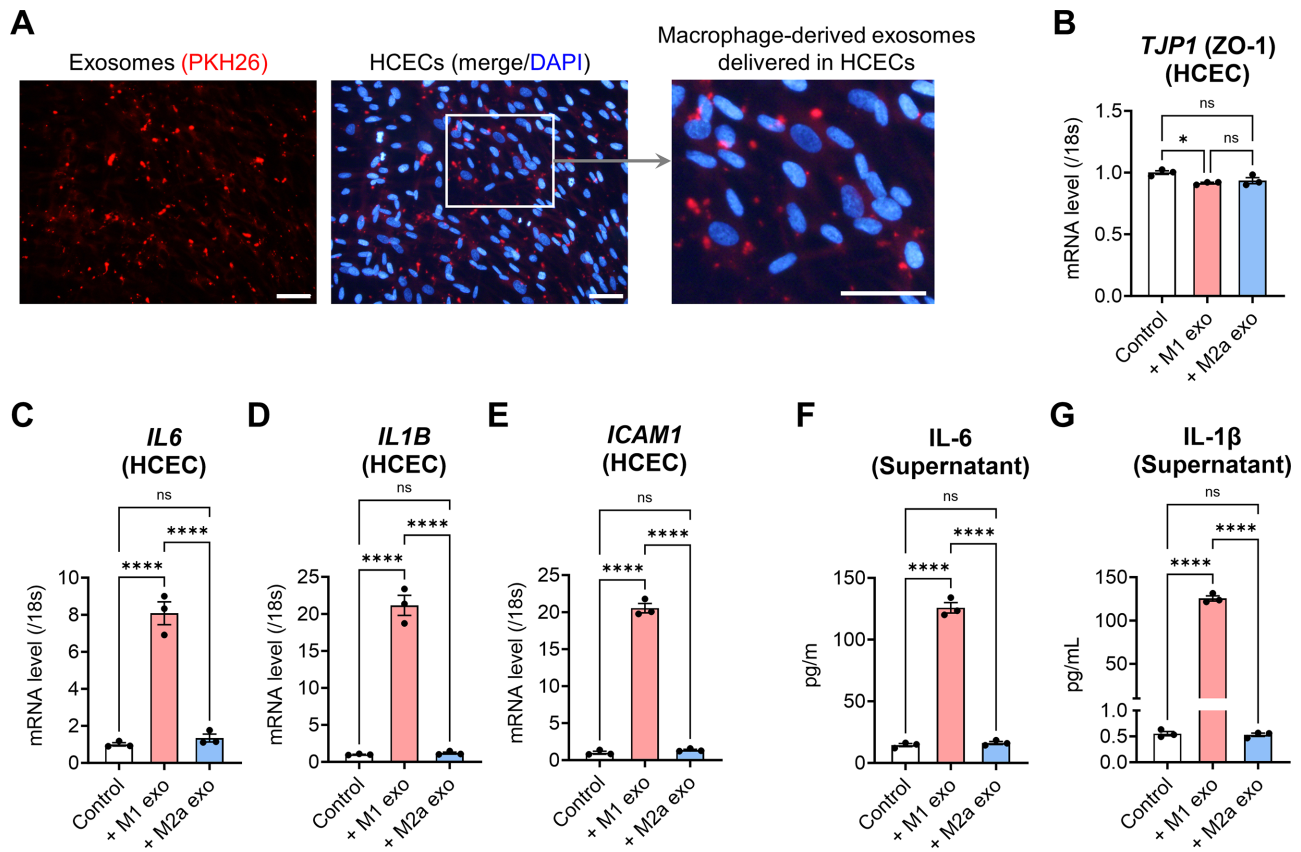 A
Exosomes (PKH26)
HCECs (merge/DAPI)
Macrophage-derived exosomes
delivered in HCECs
B
TJP1 (ZO-1)
(HCEC)
mRNA level (/18s)
1.5
1.0
0.5
0.0
ns
*
ns
Control
+ M1 exo
+ M2a exo
C
IL6
(HCEC)
mRNA level (/18s)
10
8
6
4
2
0
ns
****
****
Control
+ M1 exo
+ M2a exo
D
IL1B
(HCEC)
mRNA level (/18s)
25
20
15
10
5
0
ns
****
****
Control
+ M1 exo
+ M2a exo
E
ICAM1
(HCEC)
mRNA level (/18s)
25
20
15
10
5
0
ns
****
****
Control
+ M1 exo
+ M2a exo
F
IL-6
(Supernatant)
pg/m
150
100
50
0
ns
****
****
Control
+ M1 exo
+ M2a exo
G
IL-1β
(Supernatant)
pg/mL
150
100
50
1.0
0.5
0.0
ns
****
****
Control
+ M1 exo
+ M2a exo